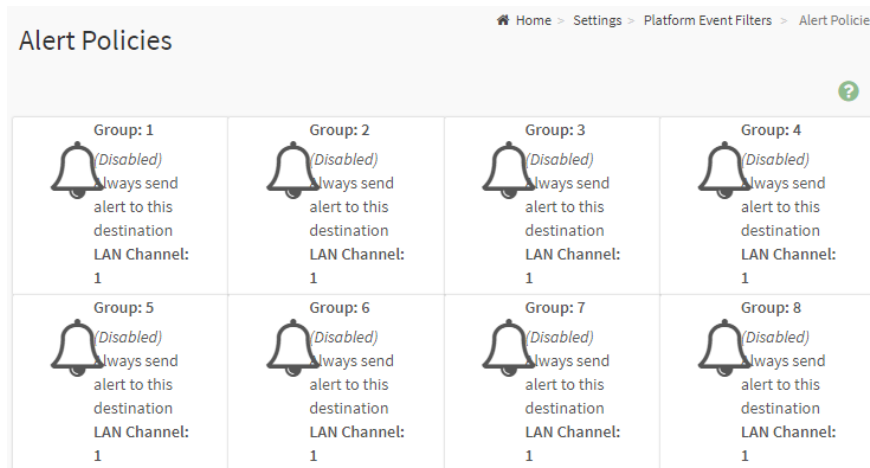 Home > Settings > Platform Event Filters > Alert Policie
Alert Policies
?
Group: 1
(Disabled)
Always send
alert to this
destination
LAN Channel:
1
Group: 2
(Disabled)
Always send
alert to this
destination
LAN Channel:
1
Group: 3
(Disabled)
Always send
alert to this
destination
LAN Channel:
1
Group: 4
(Disabled)
Always send
alert to this
destination
LAN Channel:
1
Group: 5
(Disabled)
Always send
alert to this
destination
LAN Channel:
1
Group: 6
(Disabled)
Always send
alert to this
destination
LAN Channel:
1
Group: 7
(Disabled)
Always send
alert to this
destination
LAN Channel:
1
Group: 8
(Disabled)
Always send
alert to this
destination
LAN Channel:
1